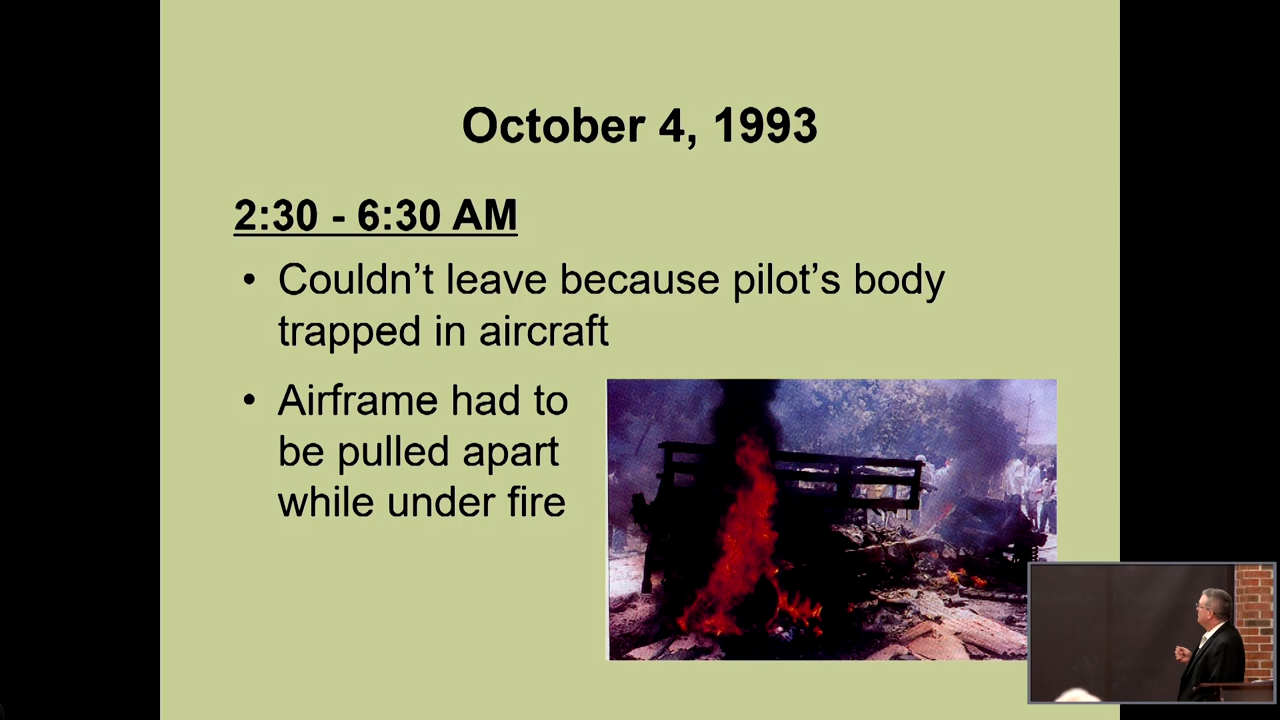 October 4, 1993
2:30 - 6:30 AM
• Couldn’t leave because pilot’s body
trapped in aircraft
• Airframe had to
be pulled apart
while under fire